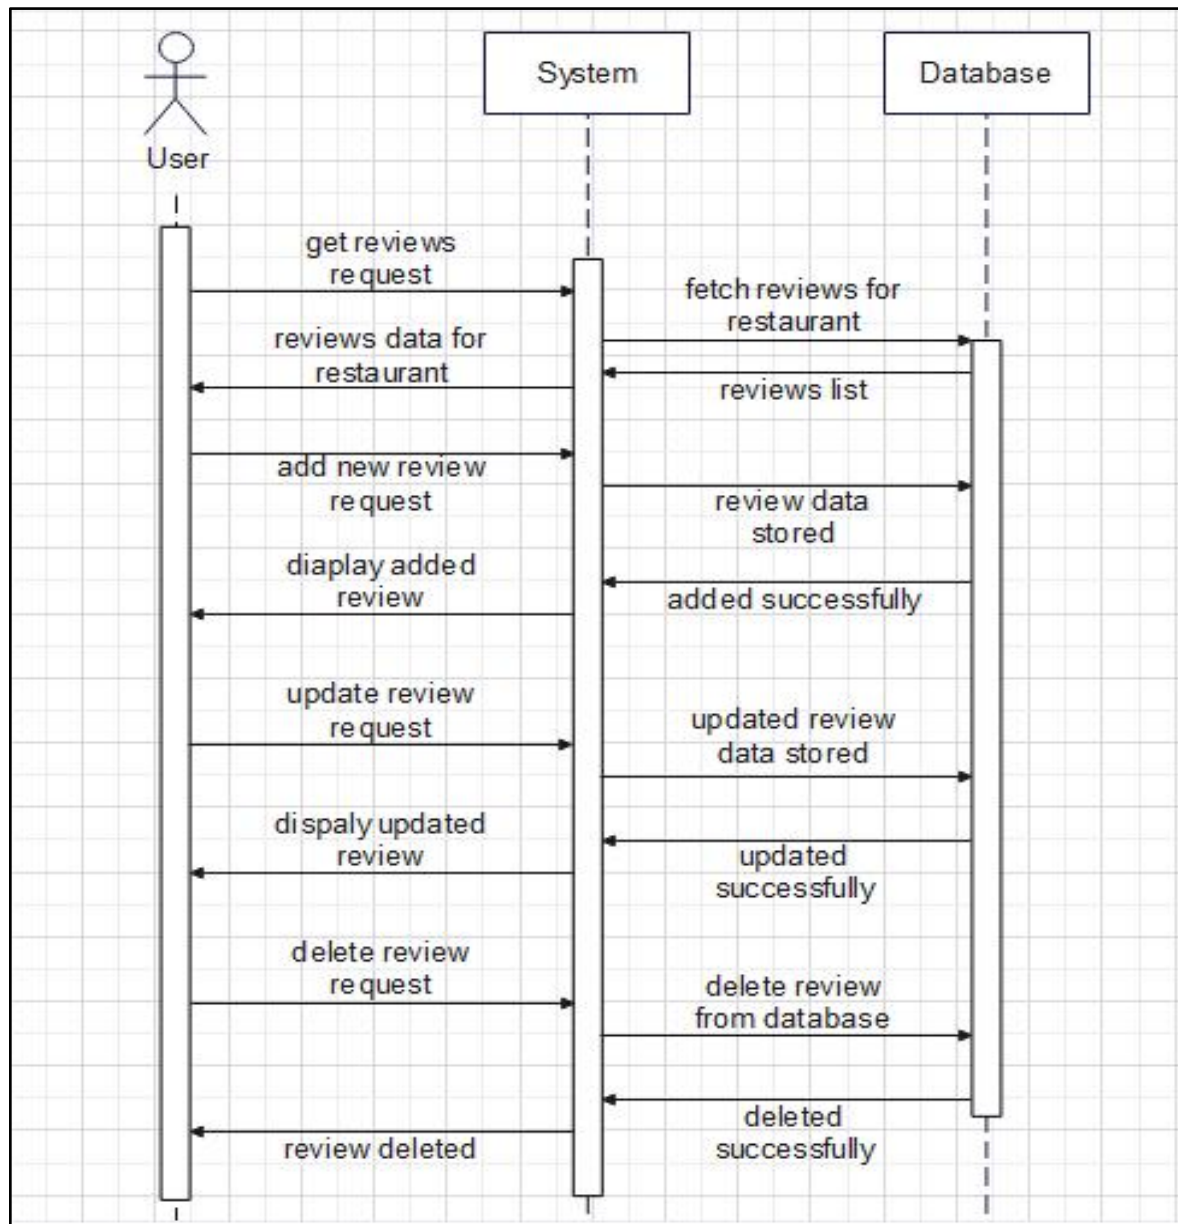 System
Database
User
get reviews
request
fetch reviews for
restaurant
reviews data for
restaurant
reviews list
add new review
request
review data
stored
diaplay added
review
added successfully
update review
request
updated review
data stored
dispaly updated
review
updated
successfully
delete review
request
delete review
from database
deleted
successfully
review deleted